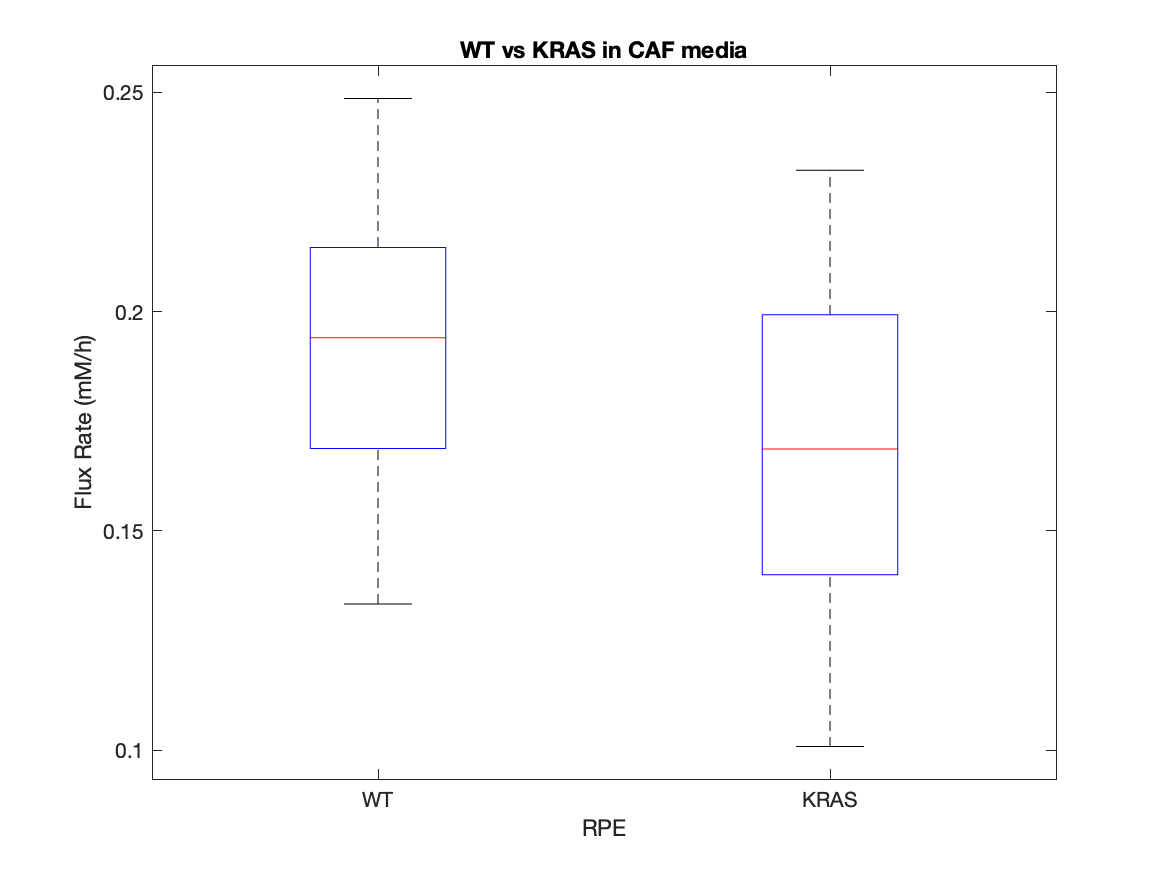 WT vs KRAS in CAF media
0.25
0.2
0.15
0.1
Flux Rate (mM/h)
WT
KRAS
RPE